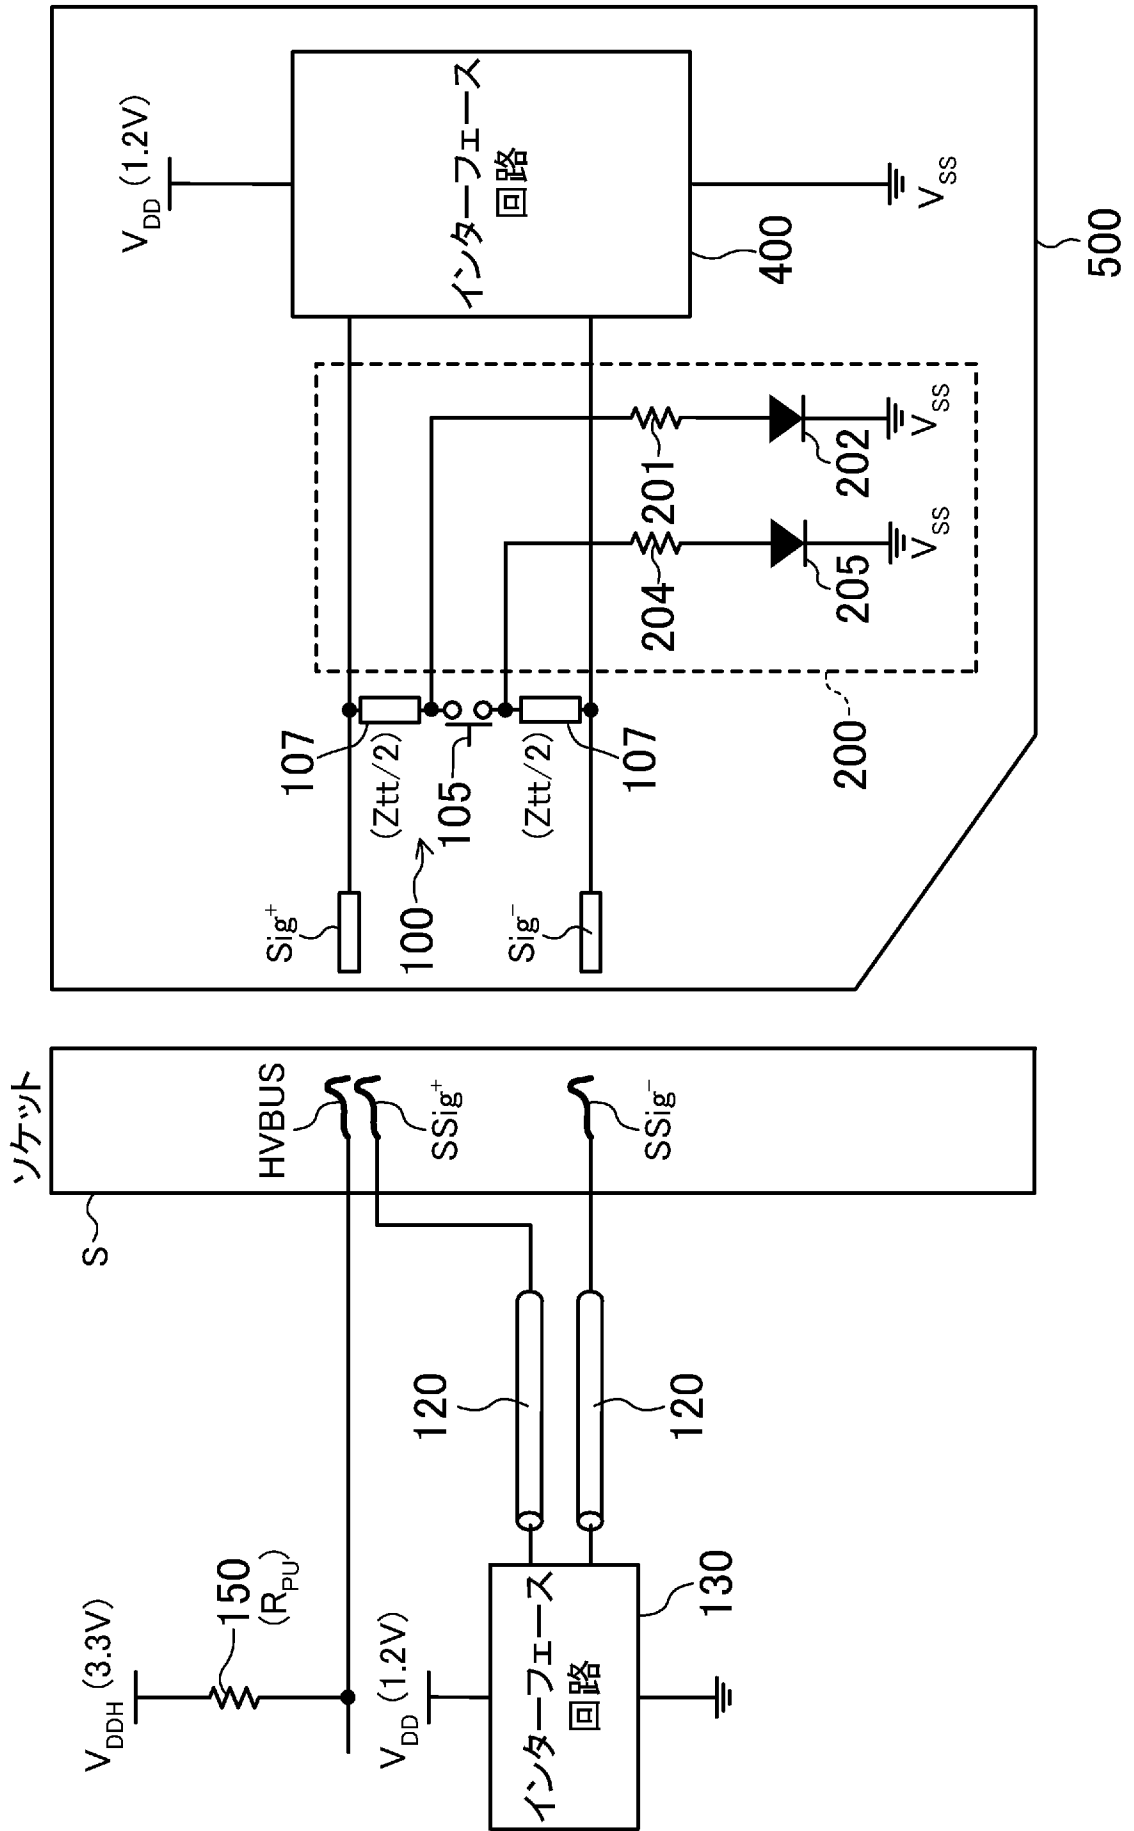 V_DDH (3.3V)
150
(R_PU)
V_DD (1.2V)
インターフェース
回路
130
120
120
ソケット
S
HVBUS
SSig⁺
SSig⁻
Sig⁺
Sig⁻
100
107
(Ztt/2)
105
(Ztt/2)
107
200
204
205
V_SS
201
202
V_SS
V_DD (1.2V)
インターフェース
回路
400
V_SS
500